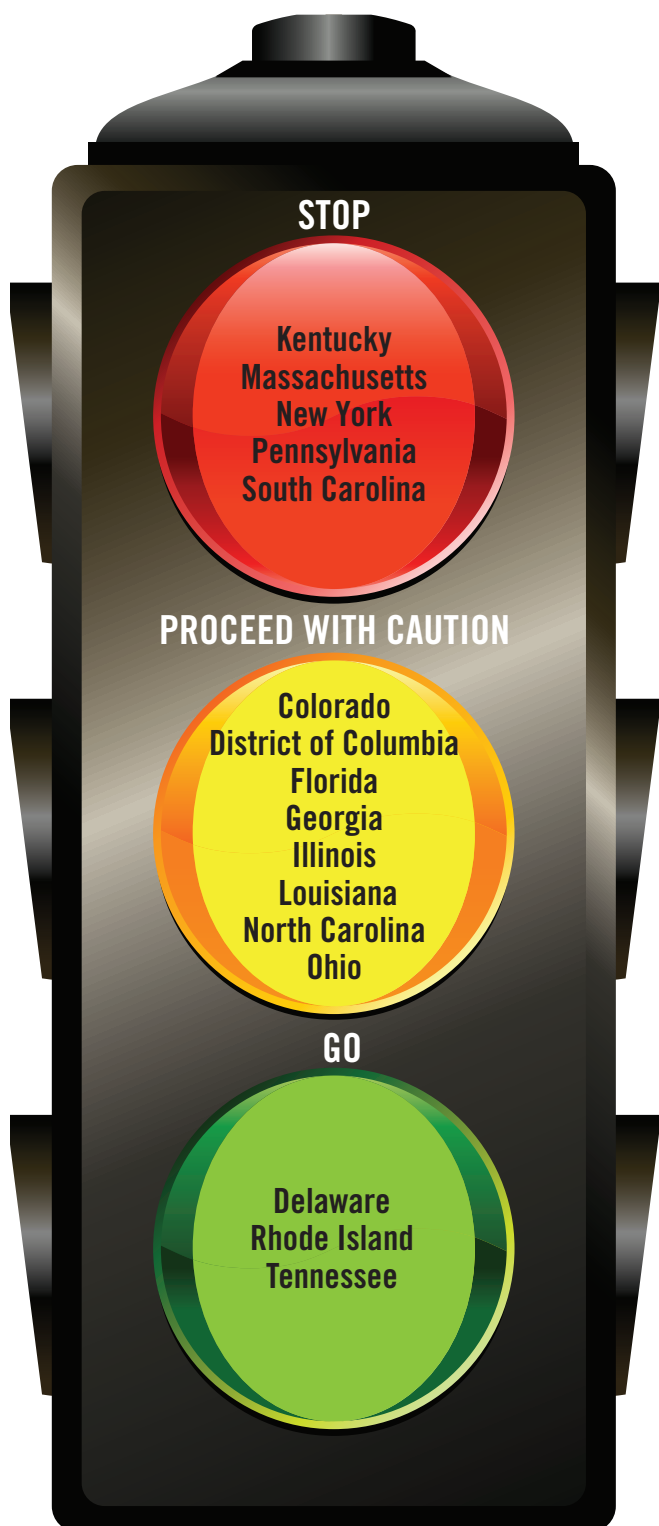 STOP
Kentucky
Massachusetts
New York
Pennsylvania
South Carolina
PROCEED WITH CAUTION
Colorado
District of Columbia
Florida
Georgia
Illinois
Louisiana
North Carolina
Ohio
GO
Delaware
Rhode Island
Tennessee